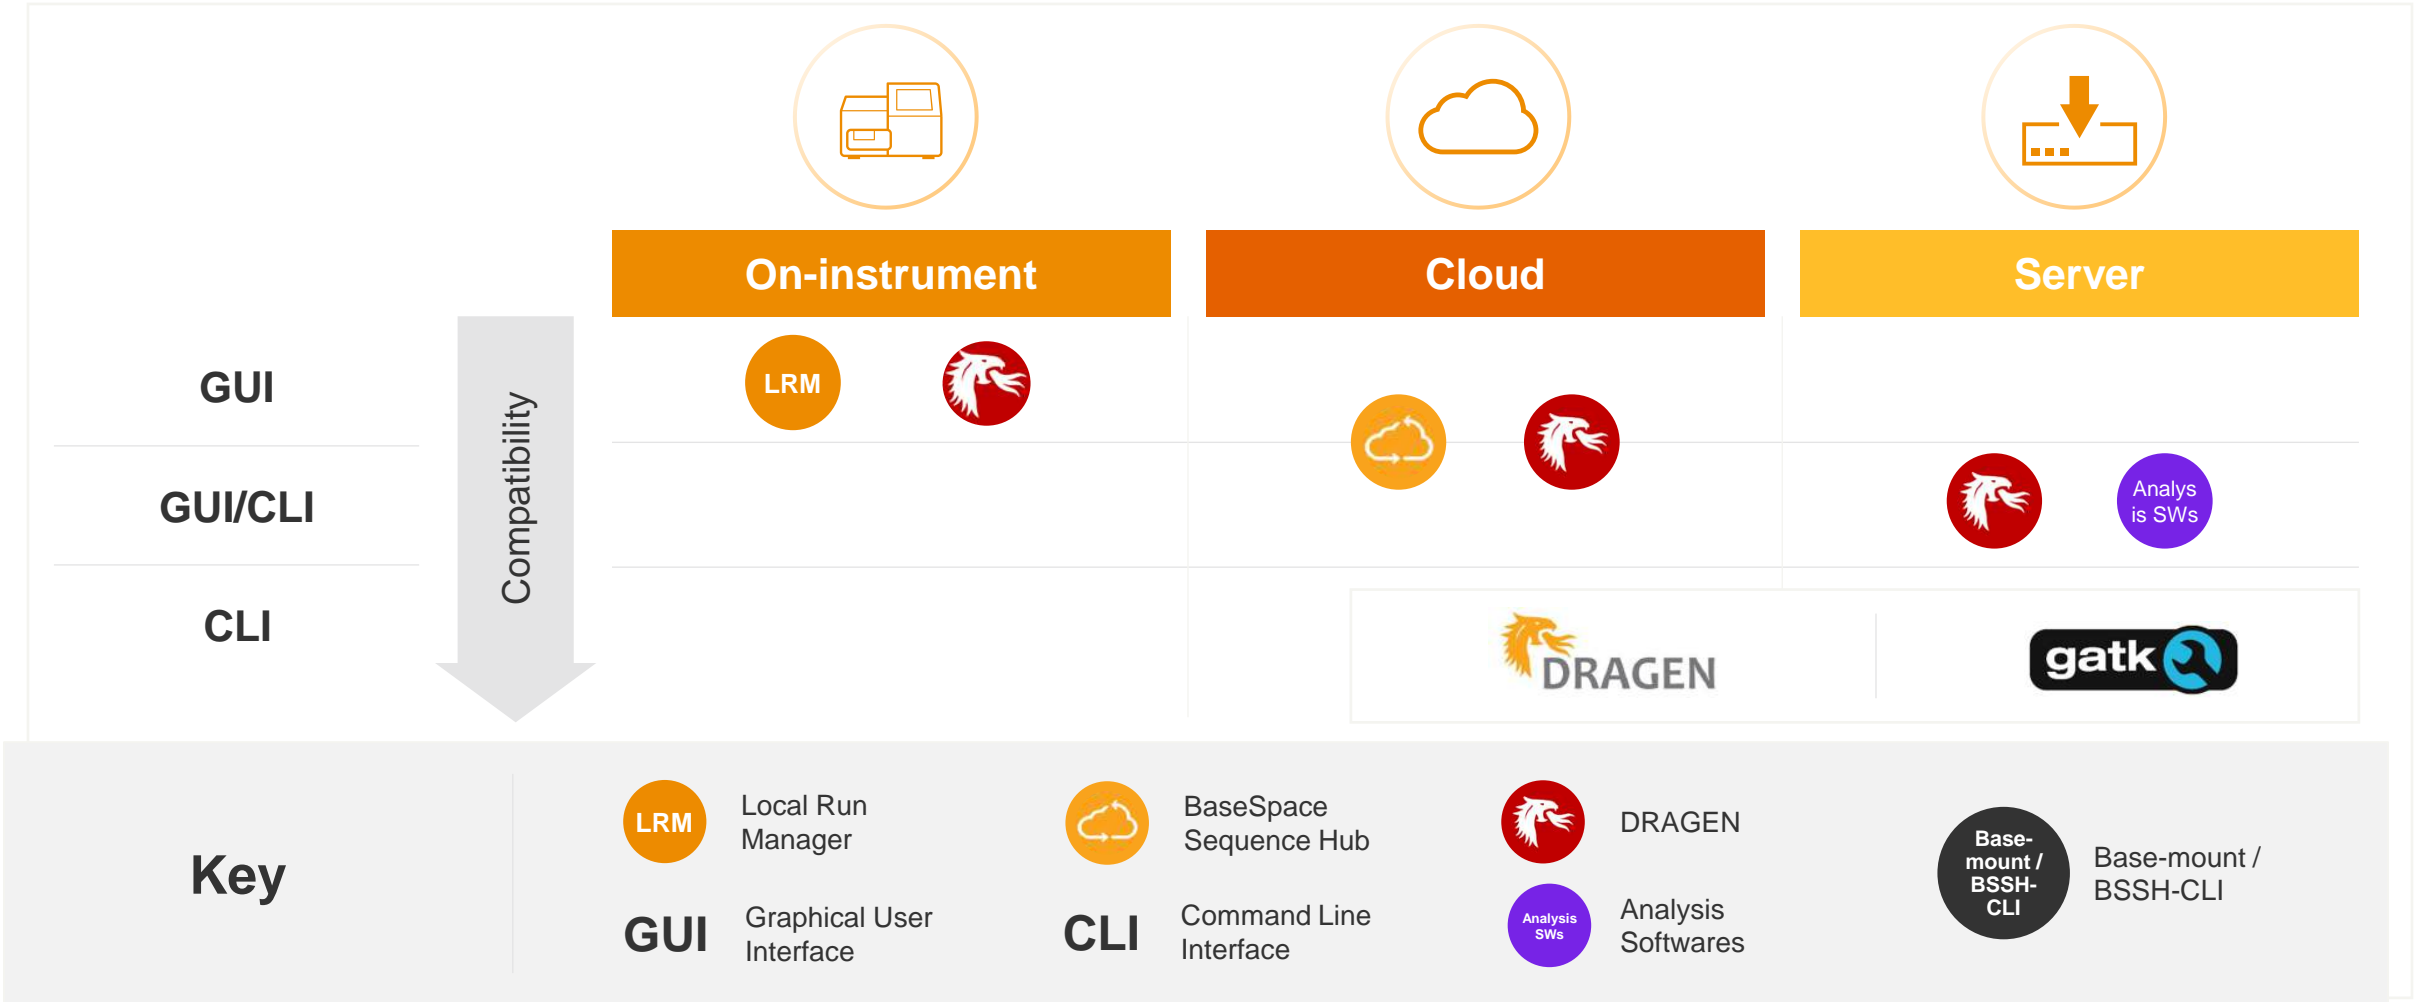 On-instrument
Cloud
Server
GUI
LRM
Compatibility
GUI/CLI
Analys
is SWs
CLI
DRAGEN
gatk
Key
LRM
Local Run
Manager
BaseSpace
Sequence Hub
DRAGEN
Base-
mount /
BSSH-
CLI
Base-mount /
BSSH-CLI
GUI
Graphical User
Interface
CLI
Command Line
Interface
Analysis
SWs
Analysis
Softwares